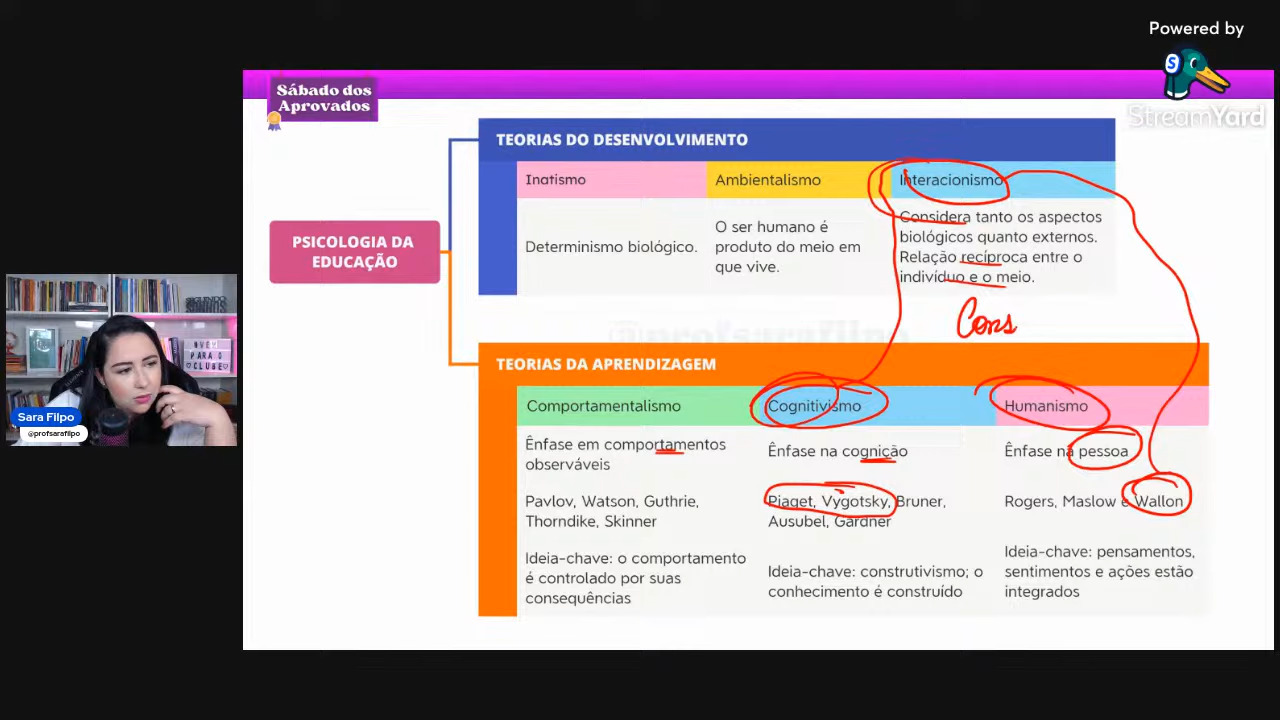 Powered by
StreamYard
Sábado dos
Aprovados
TEORIAS DO DESENVOLVIMENTO
Inatismo
Ambientalismo
Interacionismo
Determinismo biológico.
O ser humano é
produto do meio em
que vive.
Considera tanto os aspectos
biológicos quanto externos.
Relação recíproca entre o
indivíduo e o meio.
PSICOLOGIA DA
EDUCAÇÃO
Cons
@profsarafilpo
TEORIAS DA APRENDIZAGEM
Comportamentalismo
Cognitivismo
Humanismo
Ênfase em comportamentos
observáveis
Ênfase na cognição
Ênfase na pessoa
Pavlov, Watson, Guthrie,
Thorndike, Skinner
Piaget, Vygotsky, Bruner,
Ausubel, Gardner
Rogers, Maslow e Wallon
Ideia-chave: o comportamento
é controlado por suas
consequências
Ideia-chave: construtivismo; o
conhecimento é construído
Ideia-chave: pensamentos,
sentimentos e ações estão
integrados
PARA O
CLUBE
Sara Filpo
@profsarafilpo